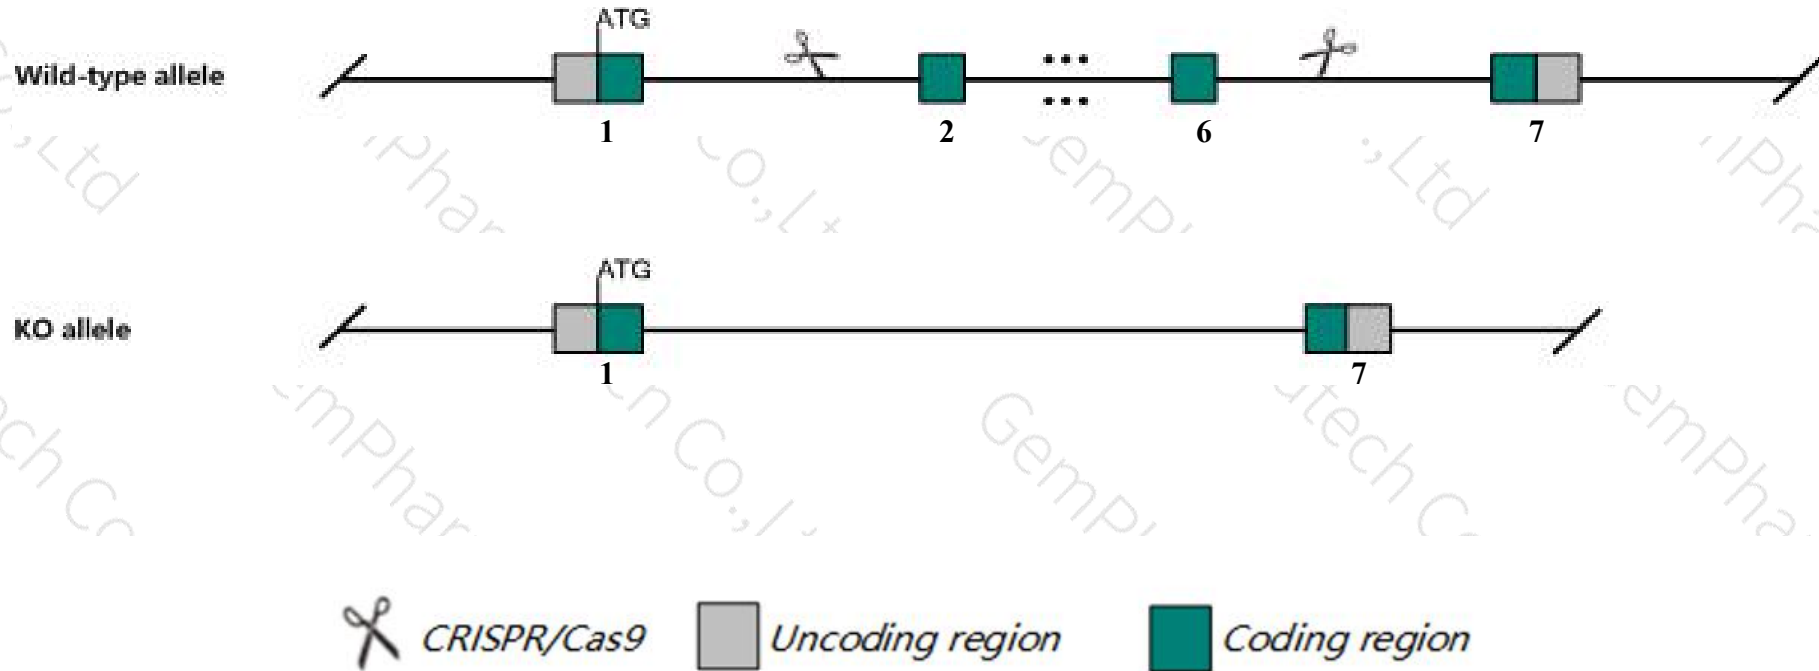 ATG
Wild-type allele
1 2 6 7
ATG
KO allele
1 7
CRISPR/Cas9 Uncoding region Coding region